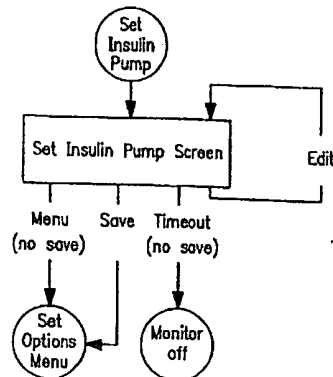 Set
Insulin
Pump
Set Insulin Pump Screen
Edit
Menu
(no save)
Save
Timeout
(no save)
Set
Options
Menu
Monitor
off